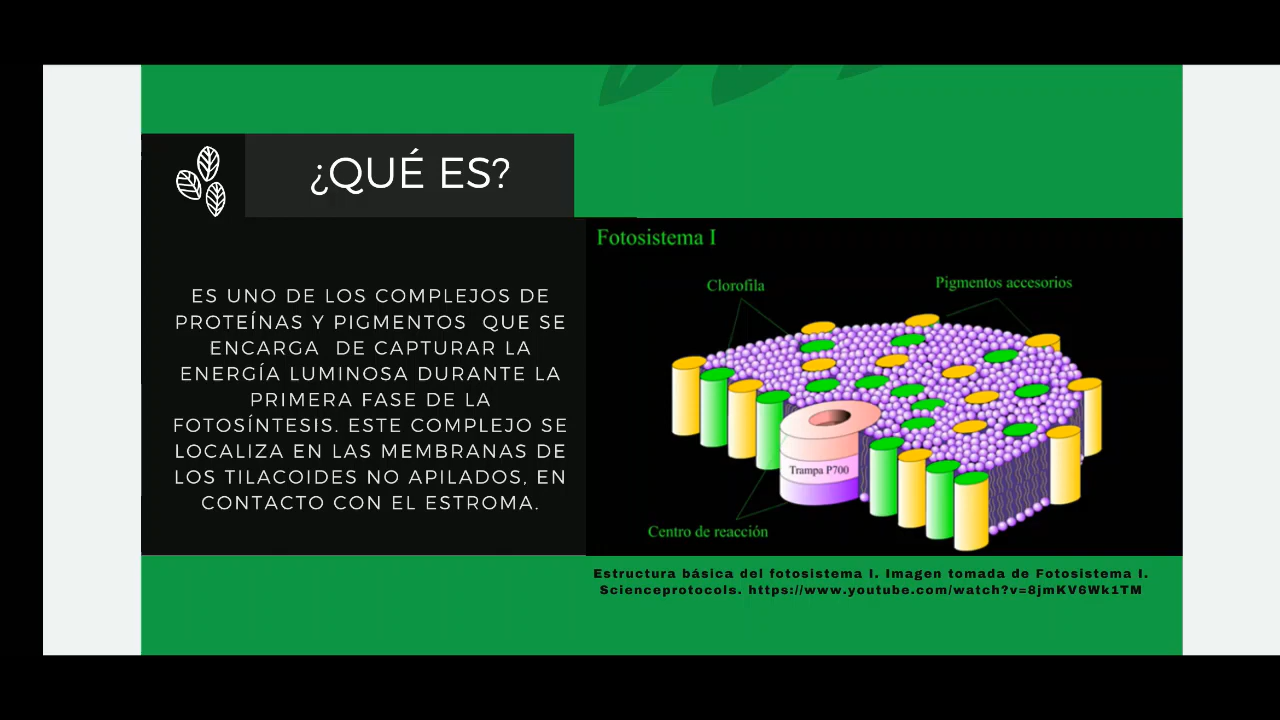 ¿QUÉ ES?
ES UNO DE LOS COMPLEJOS DE
PROTEÍNAS Y PIGMENTOS QUE SE
ENCARGA DE CAPTURAR LA
ENERGÍA LUMINOSA DURANTE LA
PRIMERA FASE DE LA
FOTOSÍNTESIS. ESTE COMPLEJO SE
LOCALIZA EN LAS MEMBRANAS DE
LOS TILACOIDES NO APILADOS, EN
CONTACTO CON EL ESTROMA.
Fotosistema I
Clorofila
Pigmentos accesorios
Trampa P700
Centro de reacción
Estructura básica del fotosistema I. Imagen tomada de Fotosistema I.
Scienceprotocols. https://www.youtube.com/watch?v=8jmKV6Wk1TM